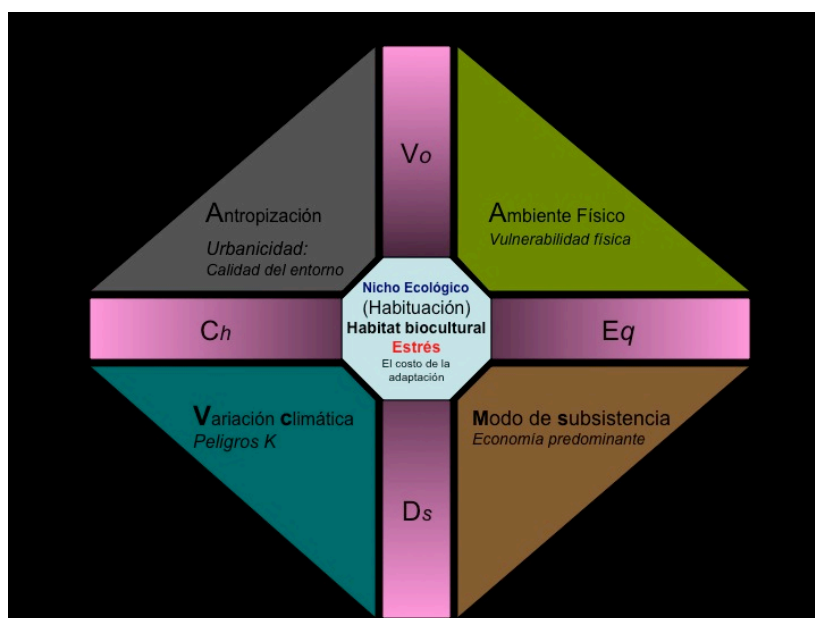 Vo
Antropización
Urbanicidad:
Calidad del entorno
Ambiente Físico
Vulnerabilidad física
Nicho Ecológico
(Habituación)
Habitat biocultural
Estrés
El costo de la
adaptación
Ch
Eq
Variación climática
Peligros K
Modo de subsistencia
Economía predominante
Ds